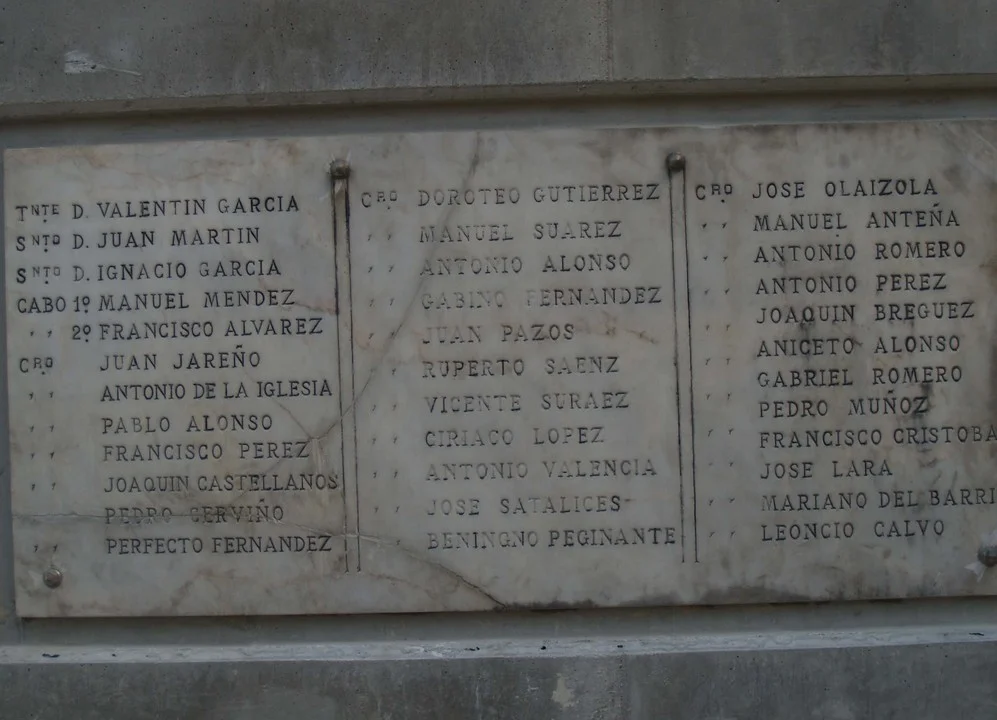 TNTE D. VALENTIN GARCIA
SNTO D. JUAN MARTIN
SNTO D. IGNACIO GARCIA
CABO 1º MANUEL MENDEZ
, , 2º FRANCISCO ALVAREZ
CRO JUAN JAREÑO
, , ANTONIO DE LA IGLESIA
, , PABLO ALONSO
, , FRANCISCO PEREZ
, , JOAQUIN CASTELLANOS
PEDRO CERVIÑO
, , PERFECTO FERNANDEZ
CRO DOROTEO GUTIERREZ
, , MANUEL SUAREZ
, , ANTONIO ALONSO
, , GABINO FERNANDEZ
, , JUAN PAZOS
, , RUPERTO SAENZ
, , VICENTE SURAEZ
, , CIRIACO LOPEZ
, , ANTONIO VALENCIA
, , JOSE SATALICES
, , BENINGNO PEGINANTE
CRO JOSE OLAIZOLA
, , MANUEL ANTEÑA
, , ANTONIO ROMERO
, , ANTONIO PEREZ
, , JOAQUIN BREGUEZ
, , ANICETO ALONSO
, , GABRIEL ROMERO
, , PEDRO MUÑOZ
, , FRANCISCO CRISTOBA
, , JOSE LARA
, , MARIANO DEL BARRI
, , LEONCIO CALVO